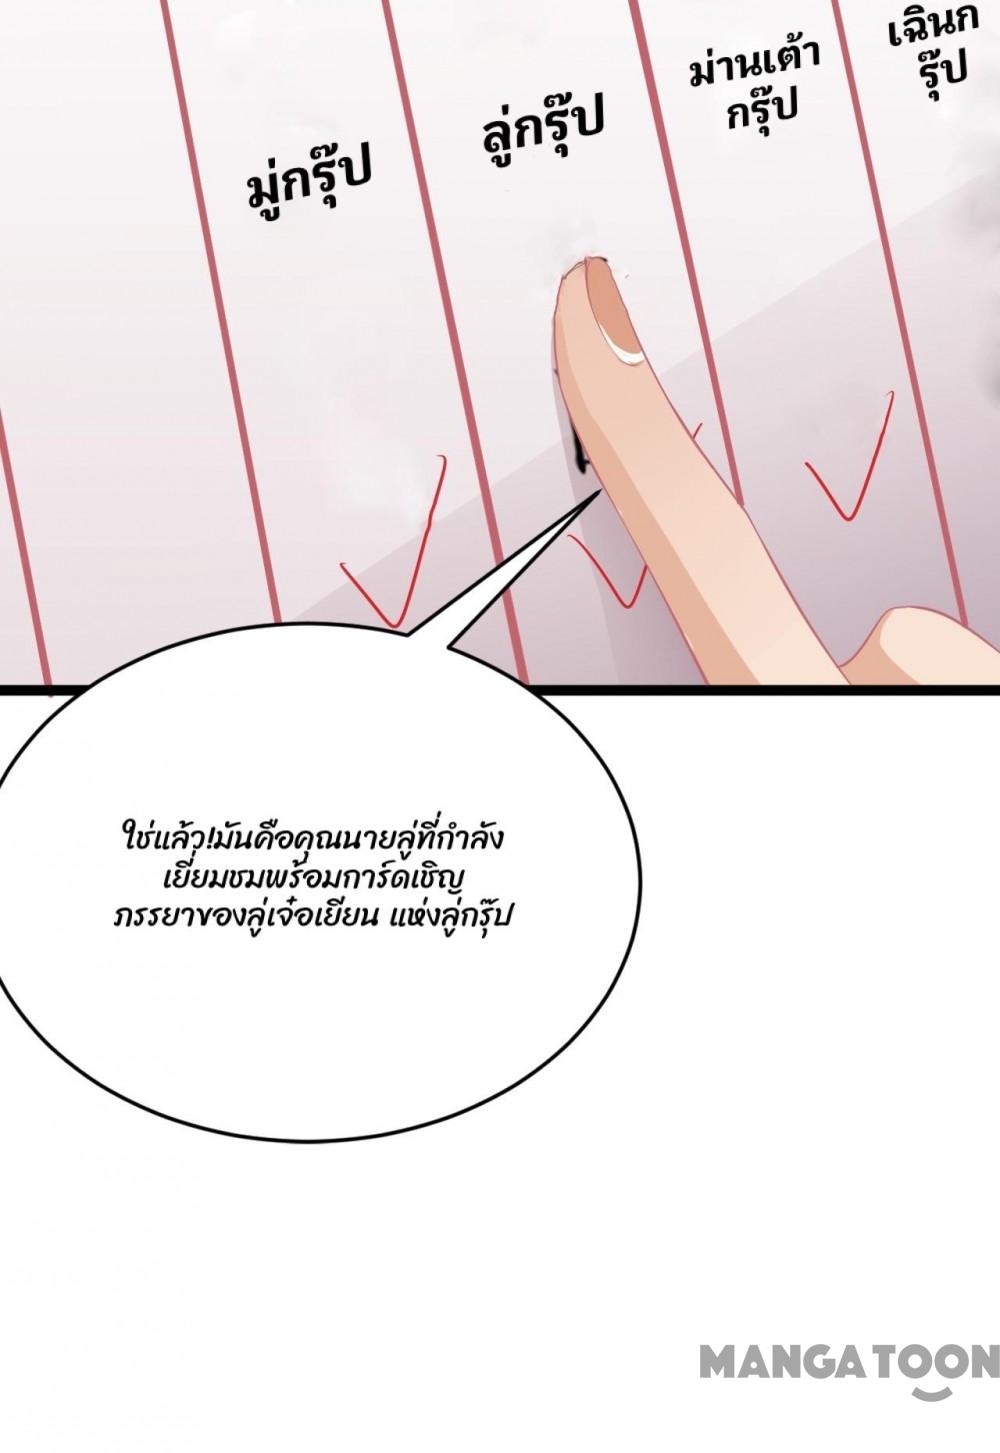 มู่กรุ๊ป
ลู่กรุ๊ป
ม่านเต้า
กรุ๊ป
เฉินก
รุ๊ป
ใช่แล้ว!มันคือคุณนายลู่ที่กำลัง
เยี่ยมชมพร้อมการ์ดเชิญ
ภรรยาของลู่เจ๋อเยียน แห่งลู่กรุ๊ป
MANGATOON